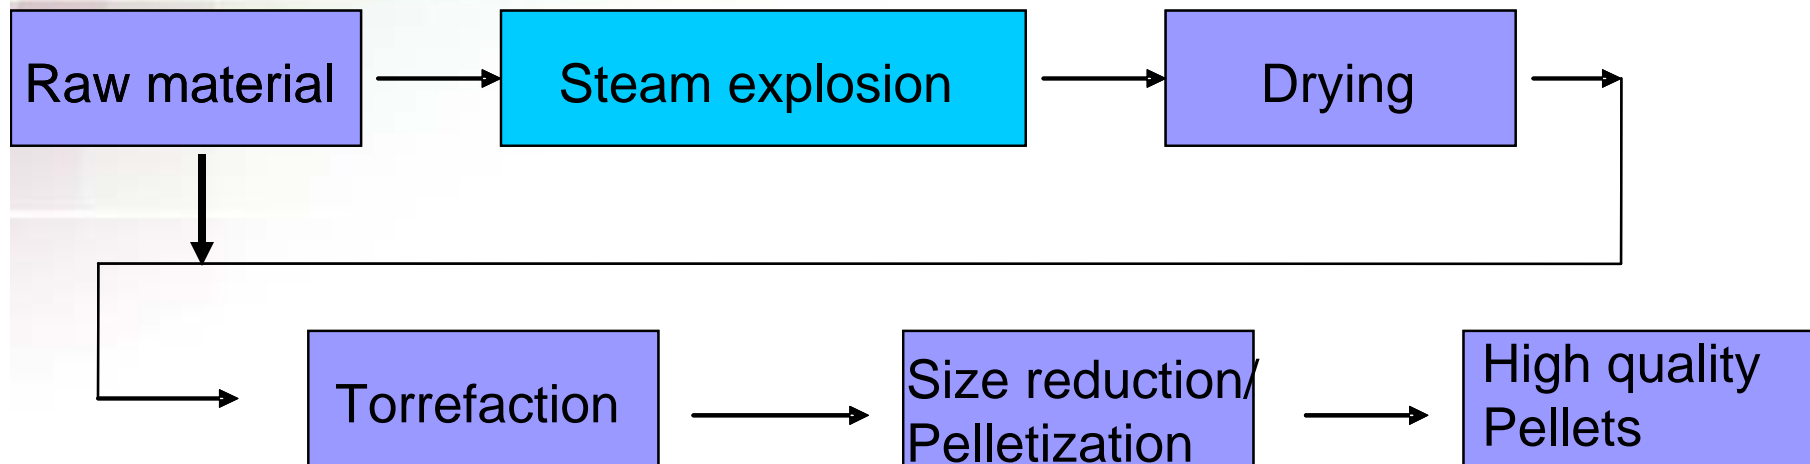 Raw material
Steam explosion
Drying
Torrefaction
Size reduction/
Pelletization
High quality
Pellets